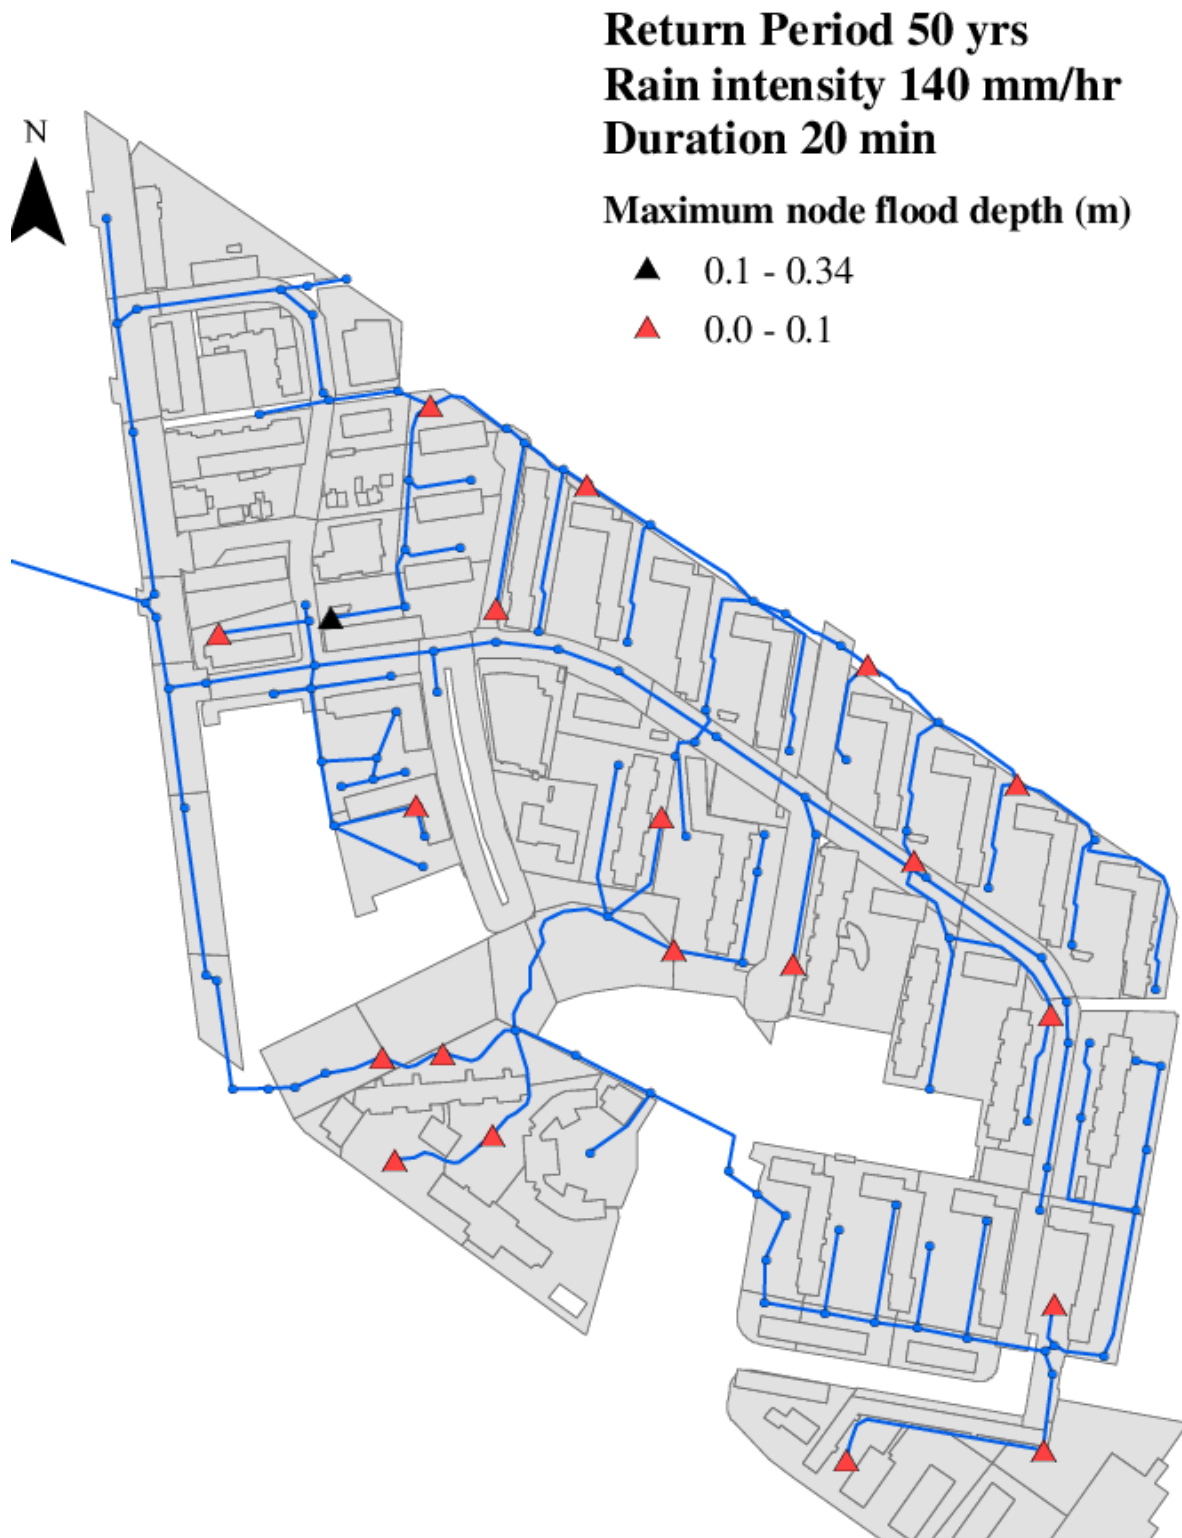 Return Period 50 yrs
Rain intensity 140 mm/hr
Duration 20 min
N
Maximum node flood depth (m)
0.1 - 0.34
0.0 - 0.1